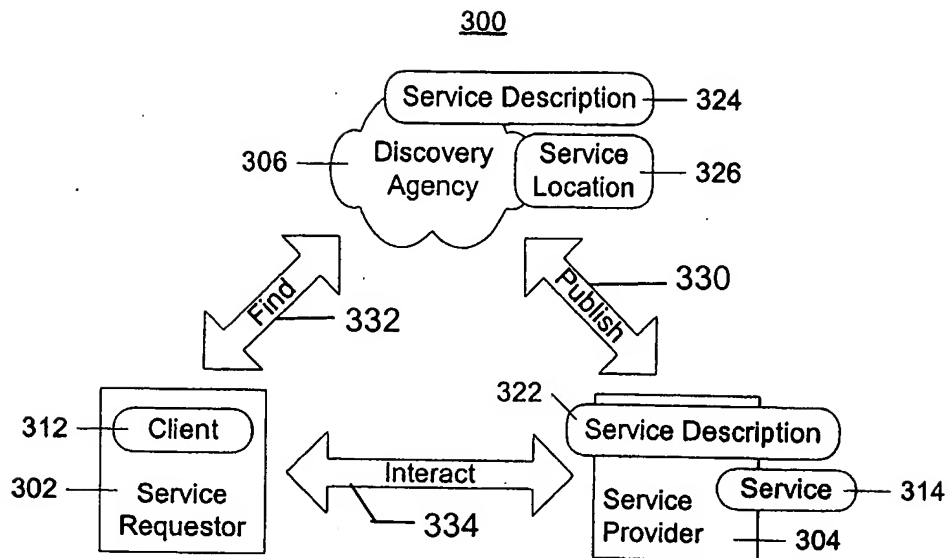 300
Service Description
324
306
Discovery
Agency
Service
Location
326
Find
332
Publish
330
312
Client
302
Service
Requestor
Interact
334
322
Service Description
Service
314
Service
Provider
304